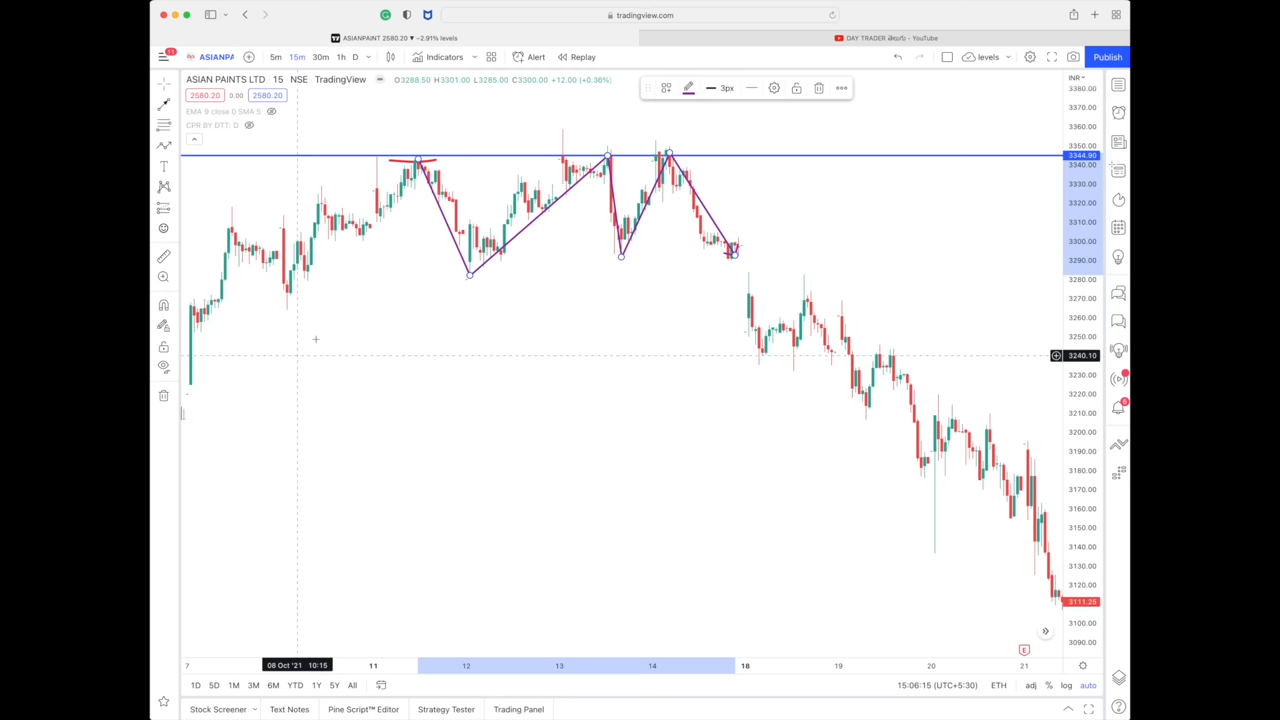 tradingview.com
ASIANPAINT 2580.20 ▼ −2.91% levels
DAY TRADER తెలుగు - YouTube
11
ASIANPA
5m 15m 30m 1h D
Indicators
Alert
Replay
levels
Publish
ASIAN PAINTS LTD · 15 · NSE TradingView
O3288.50 H3301.00 L3285.00 C3300.00 +12.00 (+0.36%)
3px
INR
2580.20 0.00 2580.20
EMA 9 close 0 SMA 5
CPR BY DTT: D
3380.00
3370.00
3360.00
3350.00
3344.90
3340.00
3330.00
3320.00
3310.00
3300.00
3290.00
3280.00
3270.00
3260.00
3250.00
3240.10
3230.00
3220.00
3210.00
3200.00
3190.00
3180.00
3170.00
3160.00
3150.00
3140.00
3130.00
3120.00
3111.25
3100.00
3090.00
6
E
7 08 Oct '21 10:15 11 12 13 14 18 19 20 21
1D 5D 1M 3M 6M YTD 1Y 5Y All
15:06:15 (UTC+5:30) ETH adj % log auto
Stock Screener Text Notes Pine Script™ Editor Strategy Tester Trading Panel